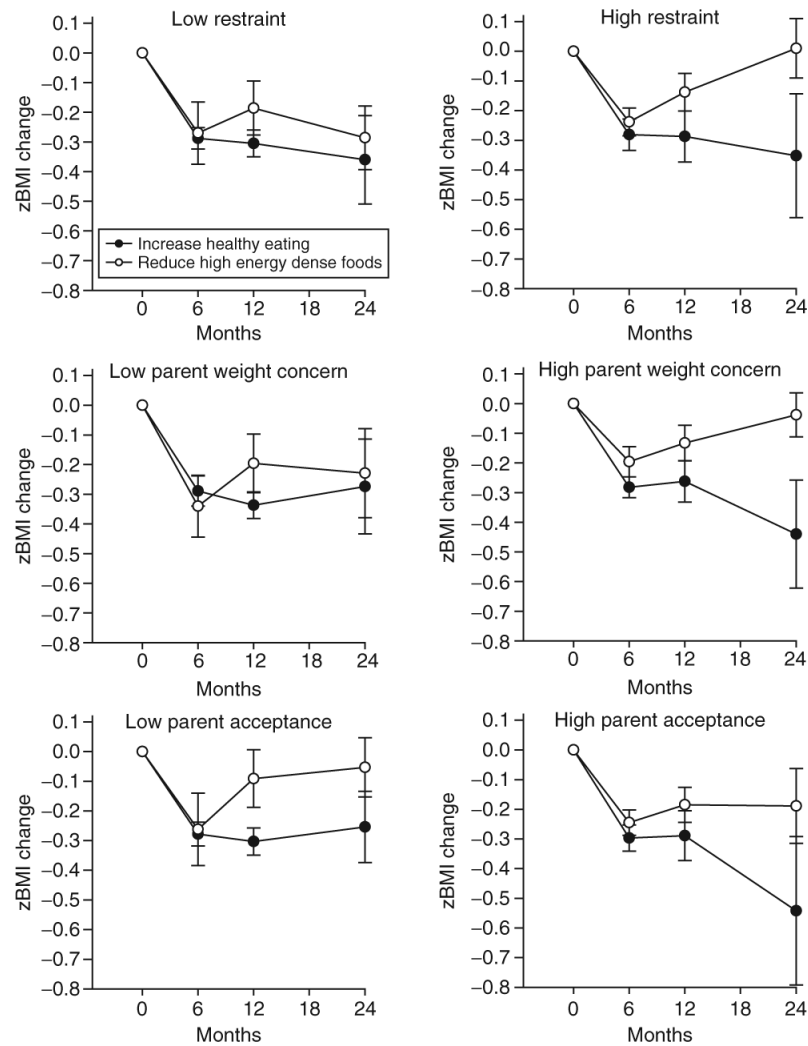 Low restraint
zBMI change
0.1
0.0
−0.1
−0.2
−0.3
−0.4
−0.5
−0.6
−0.7
−0.8
Increase healthy eating
Reduce high energy dense foods
0 6 12 18 24
Months
High restraint
zBMI change
0.1
0.0
−0.1
−0.2
−0.3
−0.4
−0.5
−0.6
−0.7
−0.8
0 6 12 18 24
Months
Low parent weight concern
zBMI change
0.1
0.0
−0.1
−0.2
−0.3
−0.4
−0.5
−0.6
−0.7
−0.8
0 6 12 18 24
Months
High parent weight concern
zBMI change
0.1
0.0
−0.1
−0.2
−0.3
−0.4
−0.5
−0.6
−0.7
−0.8
0 6 12 18 24
Months
Low parent acceptance
zBMI change
0.1
0.0
−0.1
−0.2
−0.3
−0.4
−0.5
−0.6
−0.7
−0.8
0 6 12 18 24
Months
High parent acceptance
zBMI change
0.1
0.0
−0.1
−0.2
−0.3
−0.4
−0.5
−0.6
−0.7
−0.8
0 6 12 18 24
Months